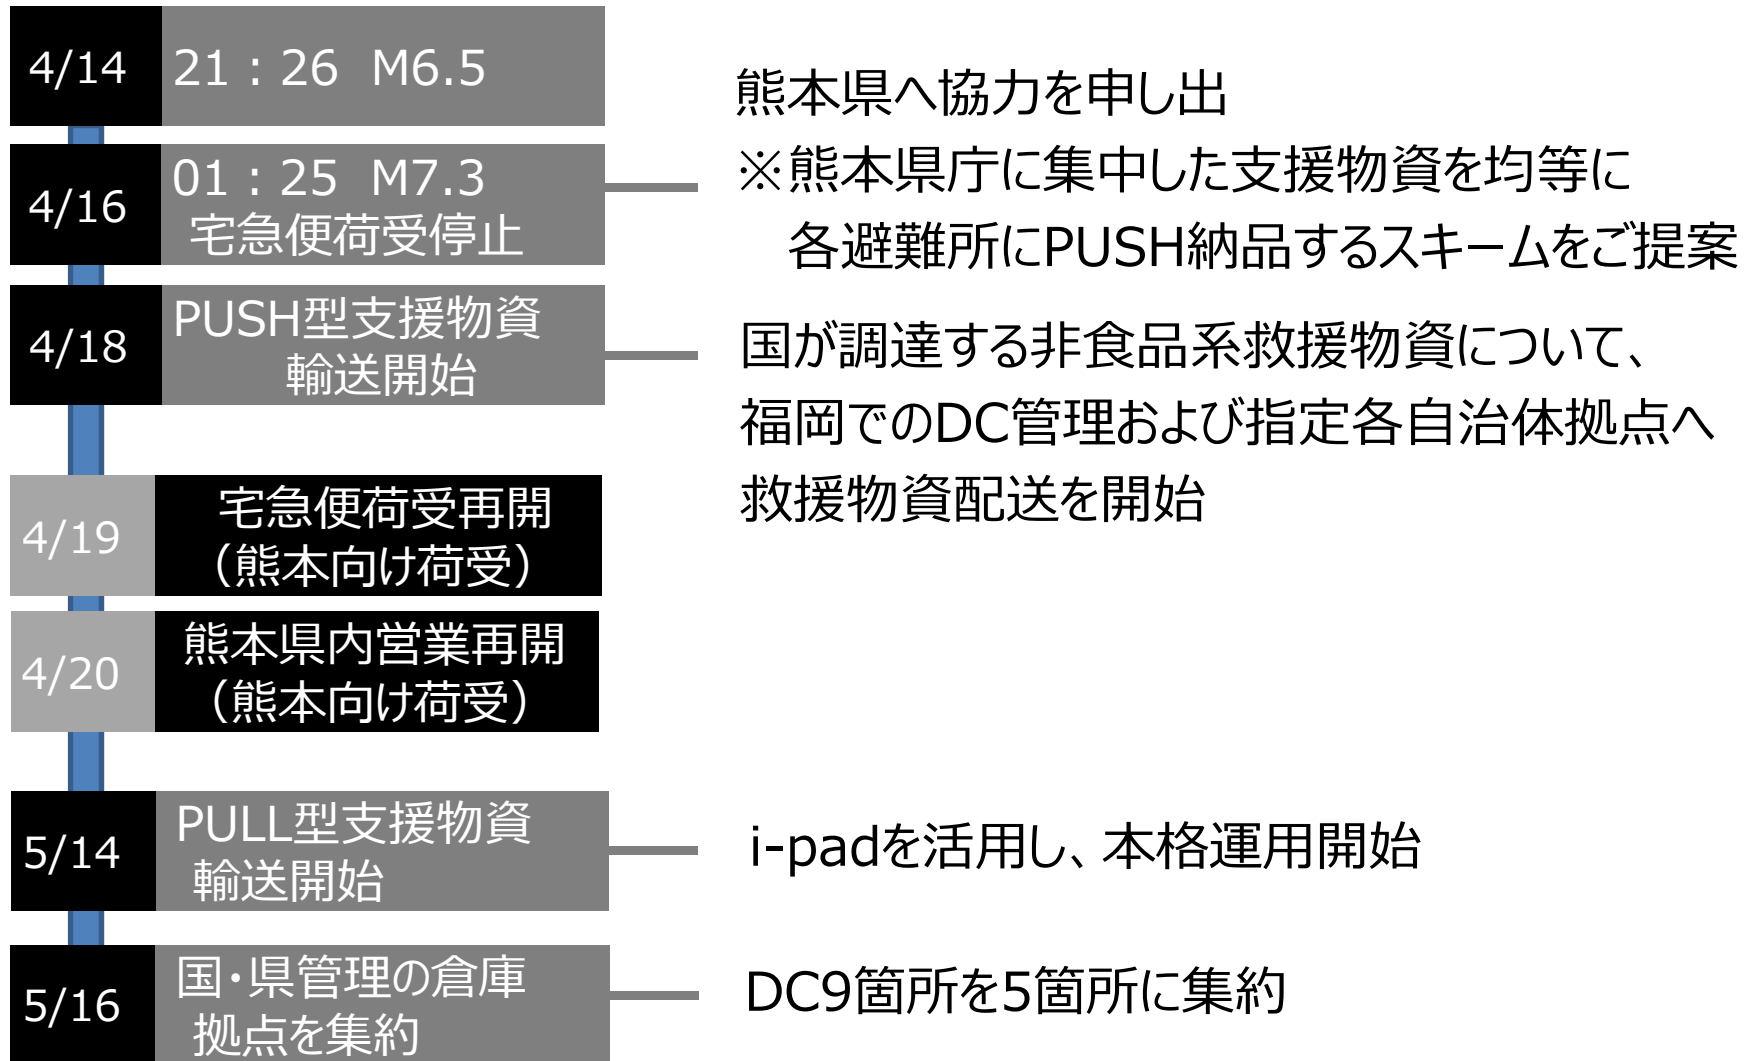 4/14
21：26 M6.5
4/16
01：25 M7.3
宅急便荷受停止
熊本県へ協力を申し出
※熊本県庁に集中した支援物資を均等に
各避難所にPUSH納品するスキームをご提案
4/18
PUSH型支援物資
輸送開始
国が調達する非食品系救援物資について、
福岡でのDC管理および指定各自治体拠点へ
救援物資配送を開始
4/19
宅急便荷受再開
（熊本向け荷受）
4/20
熊本県内営業再開
（熊本向け荷受）
5/14
PULL型支援物資
輸送開始
i-padを活用し、本格運用開始
5/16
国・県管理の倉庫
拠点を集約
DC9箇所を5箇所に集約